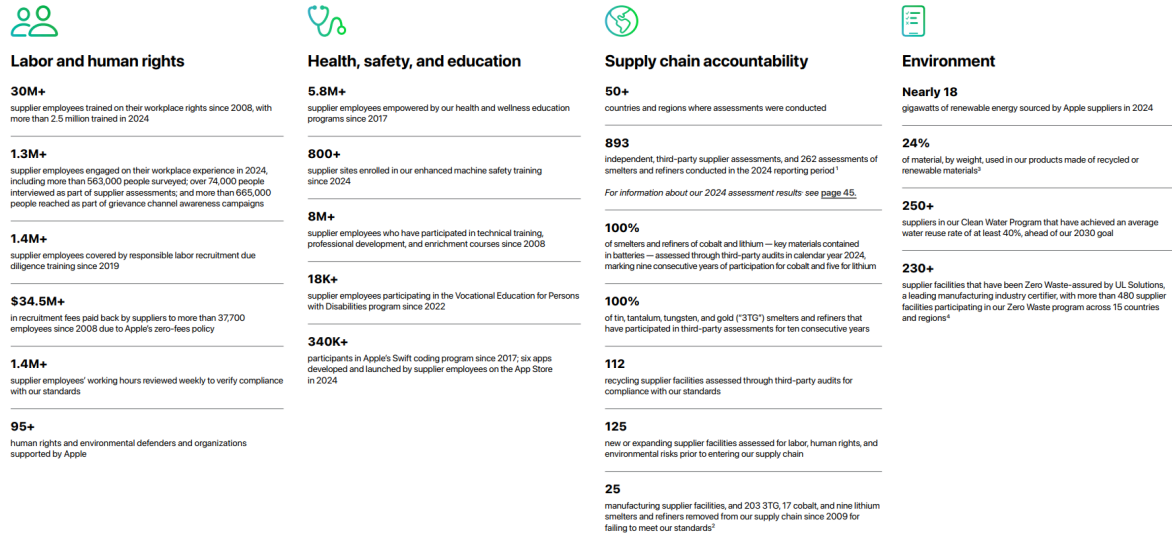 Labor and human rights
30M+
supplier employees trained on their workplace rights since 2008, with
more than 2.5 million trained in 2024
1.3M+
supplier employees engaged on their workplace experience in 2024,
including more than 563,000 people surveyed; over 74,000 people
interviewed as part of supplier assessments; and more than 665,000
people reached as part of grievance channel awareness campaigns
1.4M+
supplier employees covered by responsible labor recruitment due
diligence training since 2019
$34.5M+
in recruitment fees paid back by suppliers to more than 37,700
employees since 2008 due to Apple's zero-fees policy
1.4M+
supplier employees' working hours reviewed weekly to verify compliance
with our standards
95+
human rights and environmental defenders and organizations
supported by Apple
Health, safety, and education
5.8M+
supplier employees empowered by our health and wellness education
programs since 2017
800+
supplier sites enrolled in our enhanced machine safety training
since 2024
8M+
supplier employees who have participated in technical training,
professional development, and enrichment courses since 2008
18K+
supplier employees participating in the Vocational Education for Persons
with Disabilities program since 2022
340K+
participants in Apple's Swift coding program since 2017; six apps
developed and launched by supplier employees on the App Store
in 2024
Supply chain accountability
50+
countries and regions where assessments were conducted
893
independent, third-party supplier assessments, and 262 assessments of
smelters and refiners conducted in the 2024 reporting period¹
For information about our 2024 assessment results see page 45.
100%
of smelters and refiners of cobalt and lithium — key materials contained
in batteries — assessed through third-party audits in calendar year 2024,
marking nine consecutive years of participation for cobalt and five for lithium
100%
of tin, tantalum, tungsten, and gold ("3TG") smelters and refiners that
have participated in third-party assessments for ten consecutive years
112
recycling supplier facilities assessed through third-party audits for
compliance with our standards
125
new or expanding supplier facilities assessed for labor, human rights, and
environmental risks prior to entering our supply chain
25
manufacturing supplier facilities, and 203 3TG, 17 cobalt, and nine lithium
smelters and refiners removed from our supply chain since 2009 for
failing to meet our standards²
Environment
Nearly 18
gigawatts of renewable energy sourced by Apple suppliers in 2024
24%
of material, by weight, used in our products made of recycled or
renewable materials³
250+
suppliers in our Clean Water Program that have achieved an average
water reuse rate of at least 40%, ahead of our 2030 goal
230+
supplier facilities that have been Zero Waste-assured by UL Solutions,
a leading manufacturing industry certifier, with more than 480 supplier
facilities participating in our Zero Waste program across 15 countries
and regions⁴